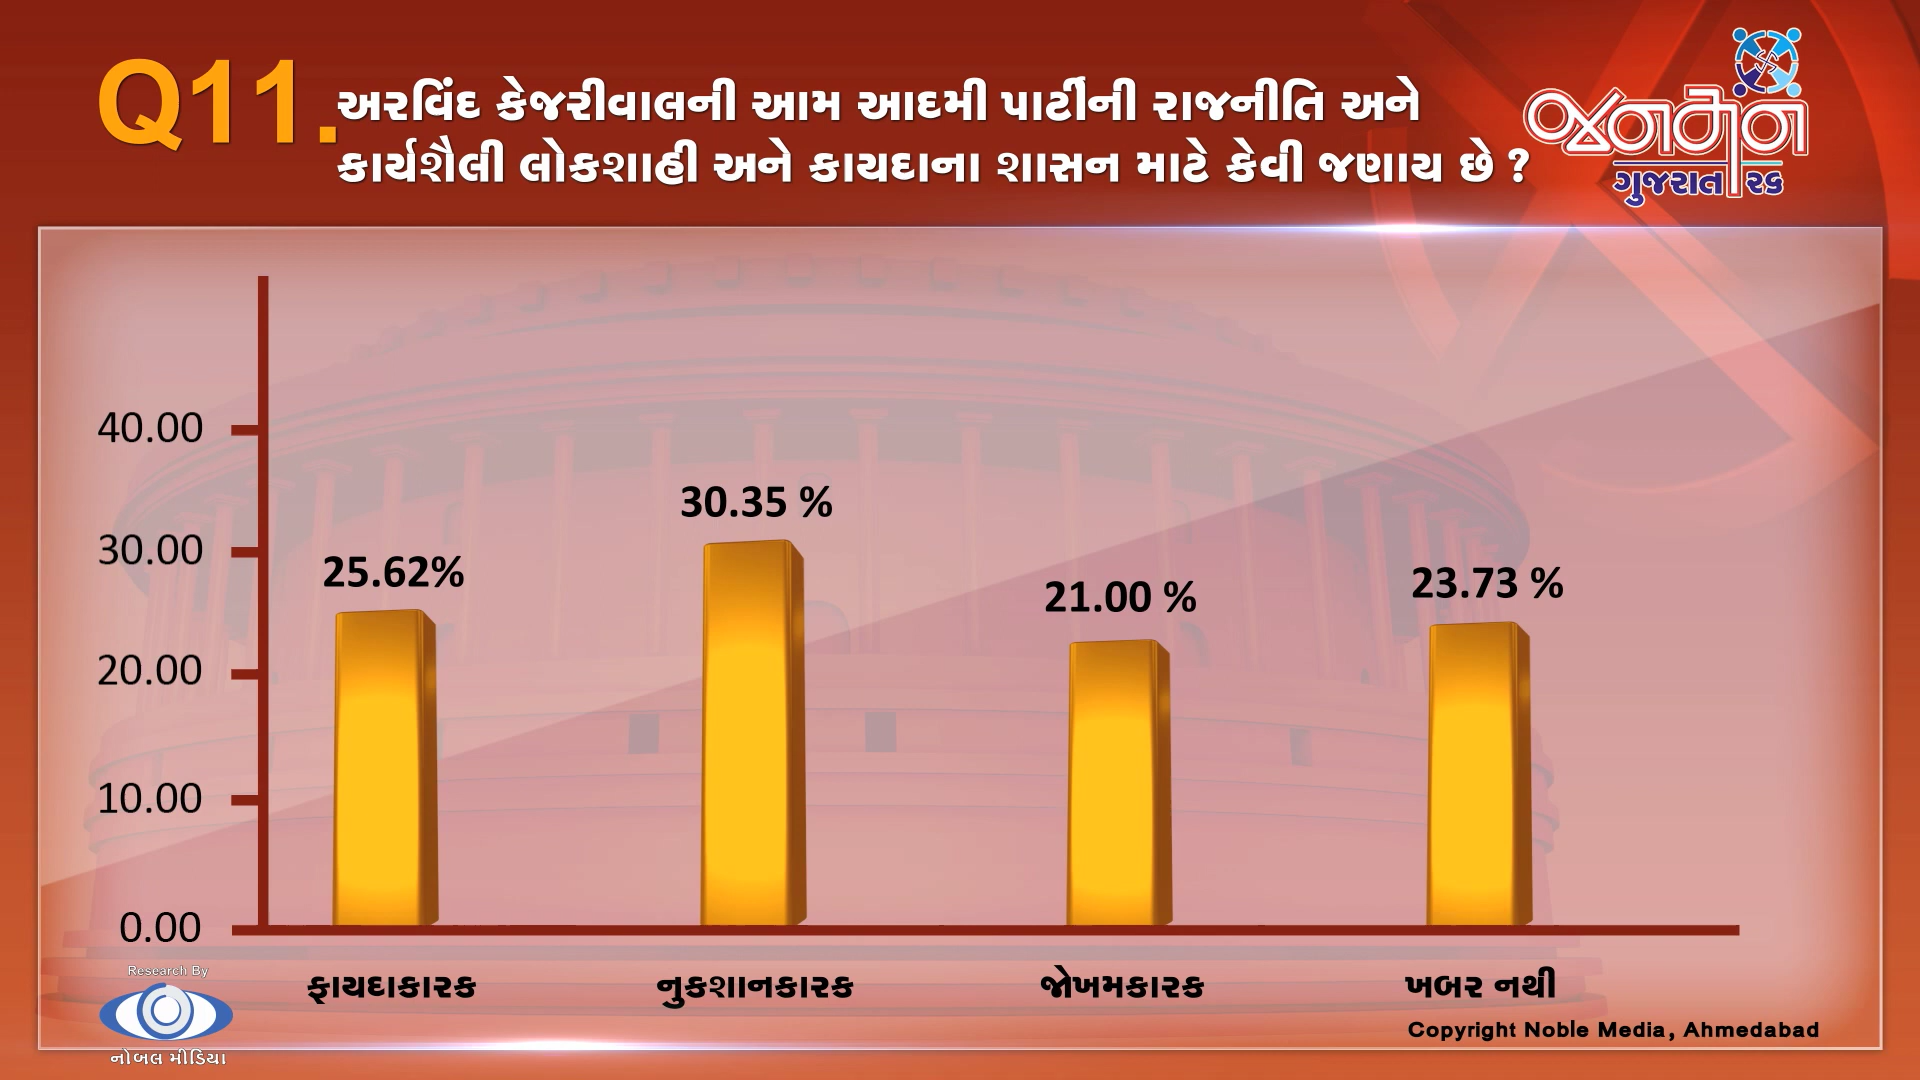 Q11.
અરવિંદ કેજરીવાલની આમ આદમી પાર્ટીની રાજનીતિ અને
કાર્યશૈલી લોકશાહી અને કાયદાના શાસન માટે કેવી જણાય છે ?
જનમન
ગુજરાત ૨૬
40.00
30.00
20.00
10.00
0.00
25.62%
30.35 %
21.00 %
23.73 %
ફાયદાકારક
નુકશાનકારક
જોખમકારક
ખબર નથી
Research By
નોબલ મીડિયા
Copyright Noble Media, Ahmedabad